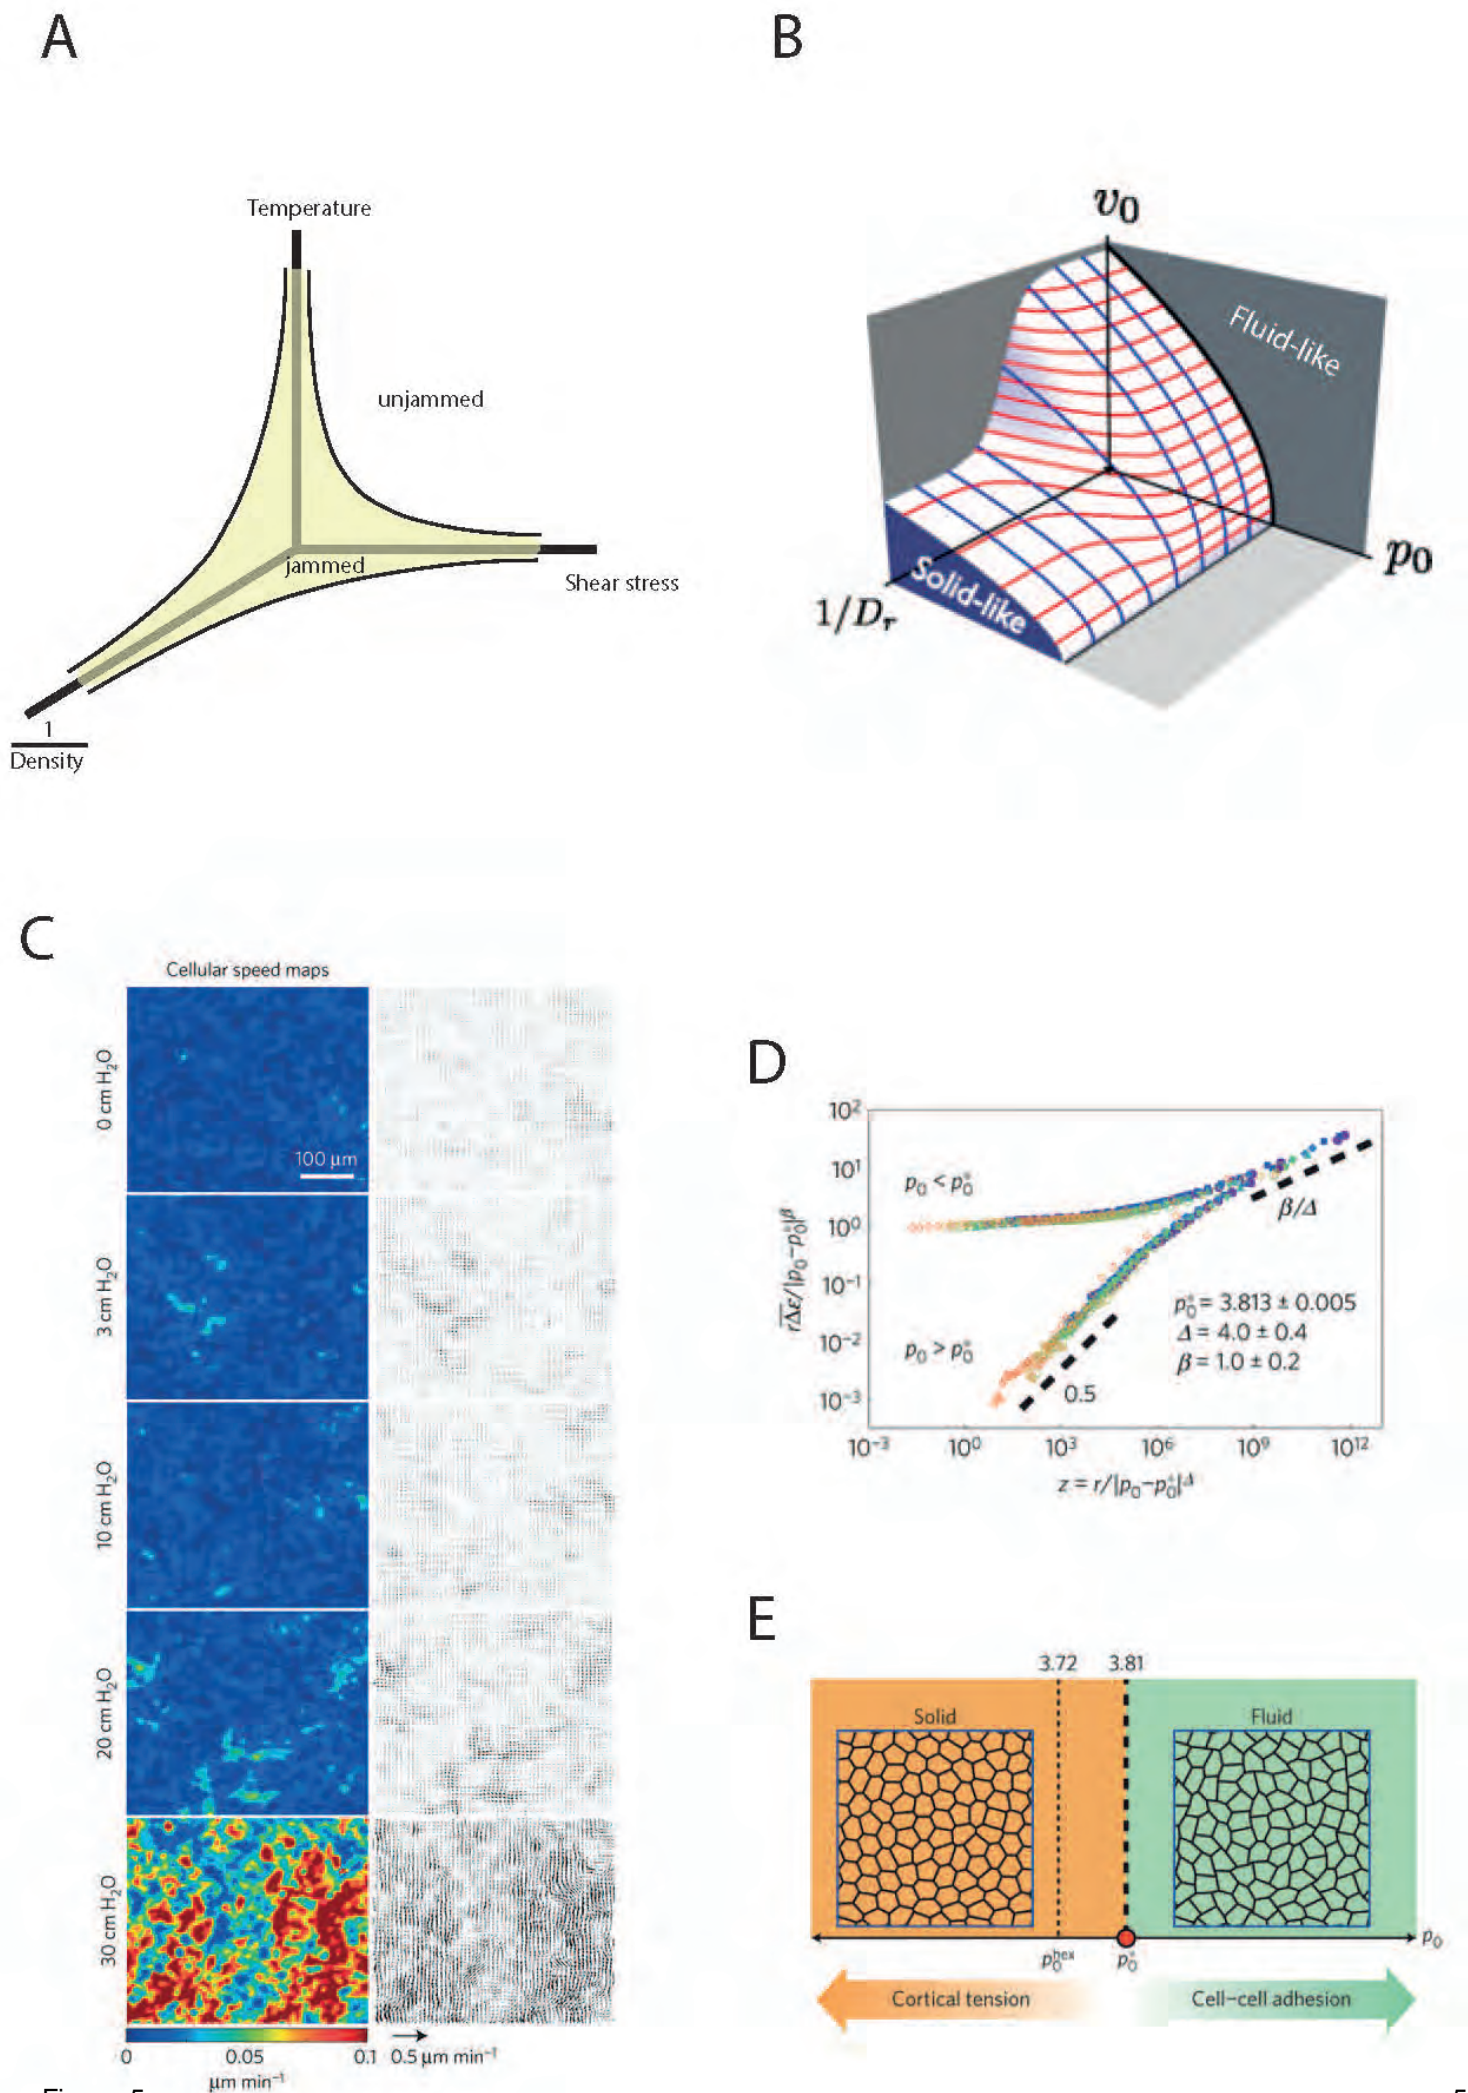 A
B
Temperature
unjammed
jammed
Shear stress
1
Density
v₀
Fluid-like
p₀
Solid-like
1/Dᵣ
C
Cellular speed maps
0 cm H₂O
100 μm
3 cm H₂O
10 cm H₂O
20 cm H₂O
30 cm H₂O
0 0.05 0.1
μm min⁻¹
0.5 μm min⁻¹
D
10²
10¹
10⁰
10⁻¹
10⁻²
10⁻³
p₀ < p₀*
p₀ > p₀*
β/Δ
p₀* = 3.813 ± 0.005
Δ = 4.0 ± 0.4
β = 1.0 ± 0.2
0.5
10⁻³ 10⁰ 10³ 10⁶ 10⁹ 10¹²
z = r/|p₀−p₀*|^Δ
E
3.72 3.81
Solid
Fluid
p₀
p₀^hex
p₀*
Cortical tension
Cell–cell adhesion